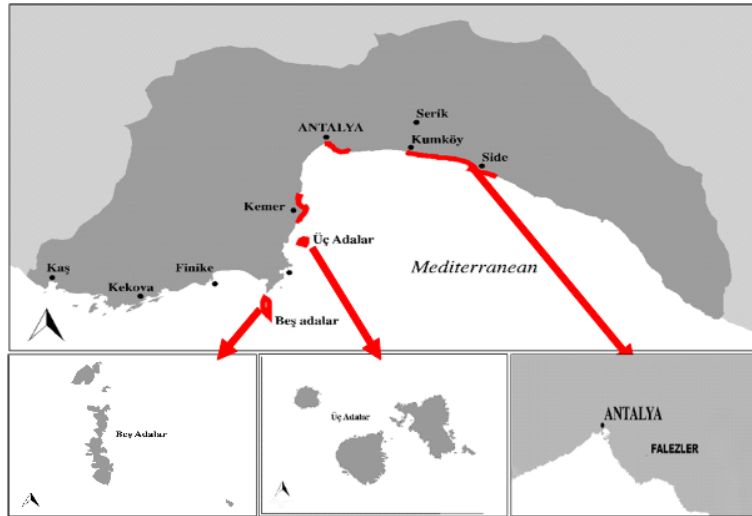 Serik
ANTALYA
Kumköy
Side
Kemer
Üç Adalar
Mediterranean
Kaş
Finike
Kekova
Beş adalar
Beş Adalar
Üç Adalar
ANTALYA
FALEZLER